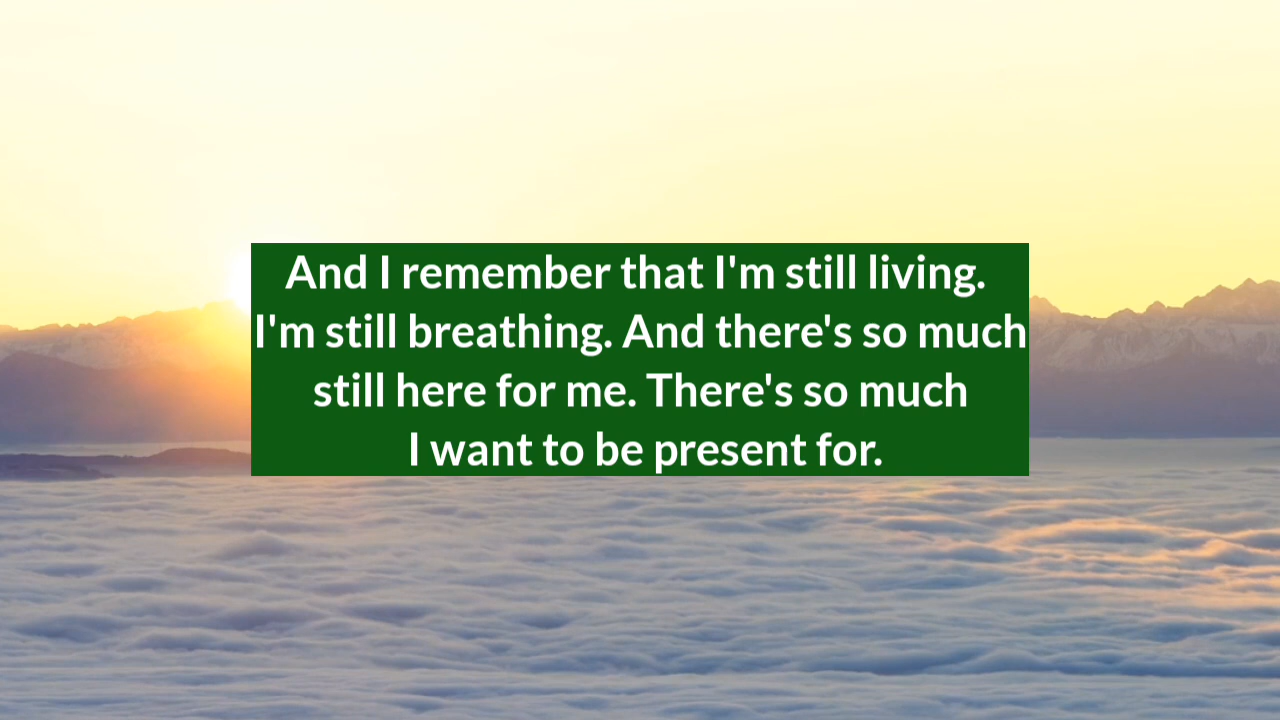 And I remember that I'm still living.
I'm still breathing. And there's so much
still here for me. There's so much
I want to be present for.